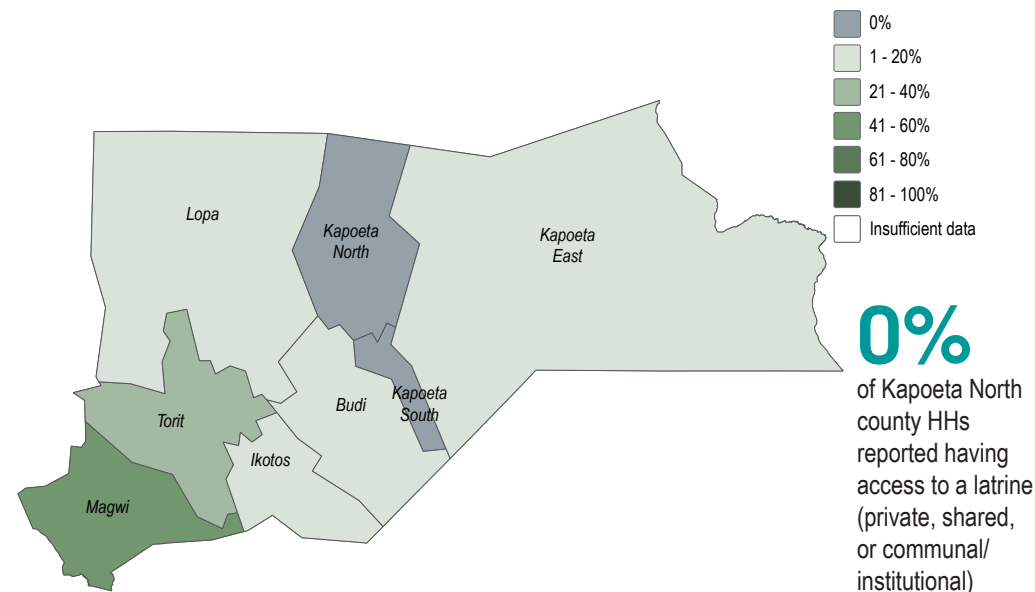 0%
1 - 20%
21 - 40%
41 - 60%
61 - 80%
81 - 100%
Insufficient data
Lopa
Kapoeta
North
Kapoeta
East
Kapoeta
South
Budi
Torit
Ikotos
Magwi
0%
of Kapoeta North
county HHs
reported having
access to a latrine
(private, shared,
or communal/
institutional)